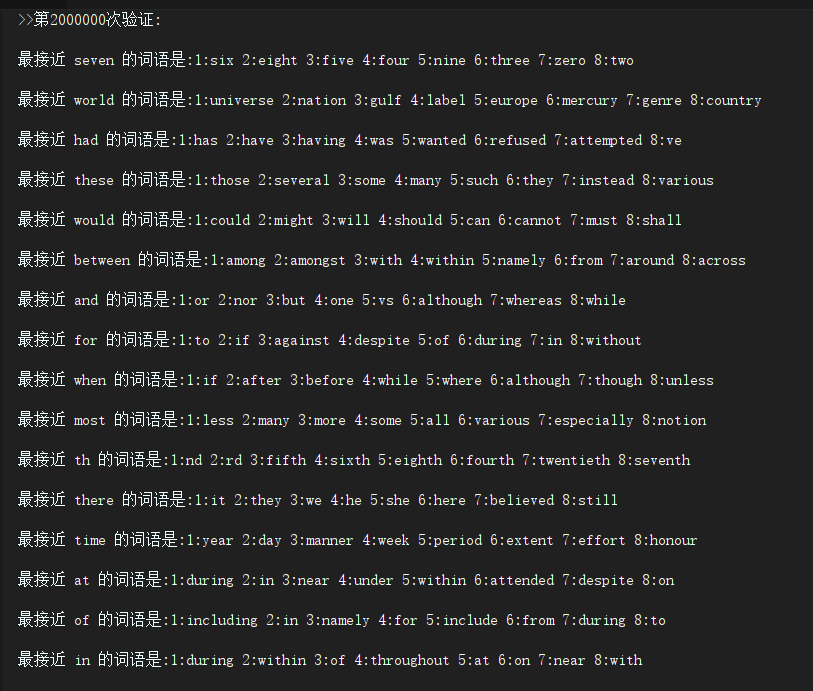 >>第2000000次验证:
最接近 seven 的词语是:1:six 2:eight 3:five 4:four 5:nine 6:three 7:zero 8:two
最接近 world 的词语是:1:universe 2:nation 3:gulf 4:label 5:europe 6:mercury 7:genre 8:country
最接近 had 的词语是:1:has 2:have 3:having 4:was 5:wanted 6:refused 7:attempted 8:ve
最接近 these 的词语是:1:those 2:several 3:some 4:many 5:such 6:they 7:instead 8:various
最接近 would 的词语是:1:could 2:might 3:will 4:should 5:can 6:cannot 7:must 8:shall
最接近 between 的词语是:1:among 2:amongst 3:with 4:within 5:namely 6:from 7:around 8:across
最接近 and 的词语是:1:or 2:nor 3:but 4:one 5:vs 6:although 7:whereas 8:while
最接近 for 的词语是:1:to 2:if 3:against 4:despite 5:of 6:during 7:in 8:without
最接近 when 的词语是:1:if 2:after 3:before 4:while 5:where 6:although 7:though 8:unless
最接近 most 的词语是:1:less 2:many 3:more 4:some 5:all 6:various 7:especially 8:notion
最接近 th 的词语是:1:nd 2:rd 3:fifth 4:sixth 5:eighth 6:fourth 7:twentieth 8:seventh
最接近 there 的词语是:1:it 2:they 3:we 4:he 5:she 6:here 7:believed 8:still
最接近 time 的词语是:1:year 2:day 3:manner 4:week 5:period 6:extent 7:effort 8:honour
最接近 at 的词语是:1:during 2:in 3:near 4:under 5:within 6:attended 7:despite 8:on
最接近 of 的词语是:1:including 2:in 3:namely 4:for 5:include 6:from 7:during 8:to
最接近 in 的词语是:1:during 2:within 3:of 4:throughout 5:at 6:on 7:near 8:with